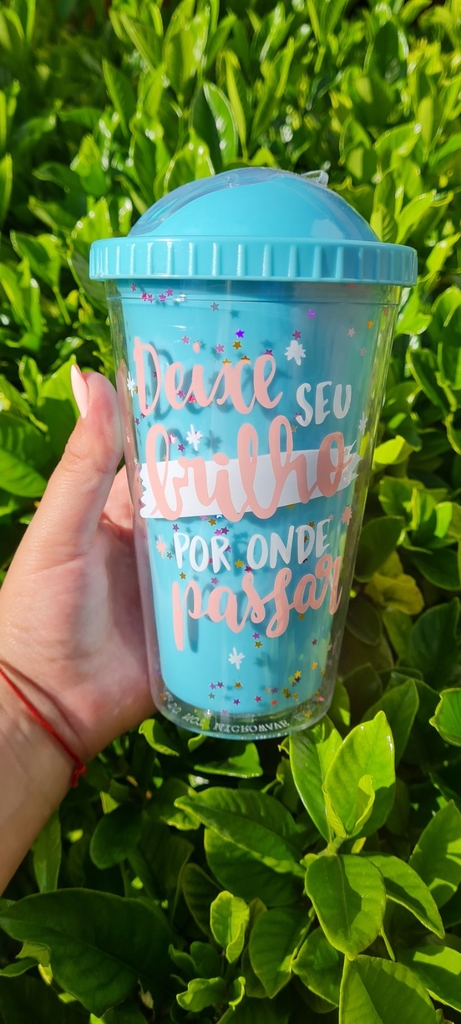 Deixe SEU
brilho
POR ONDE
passar